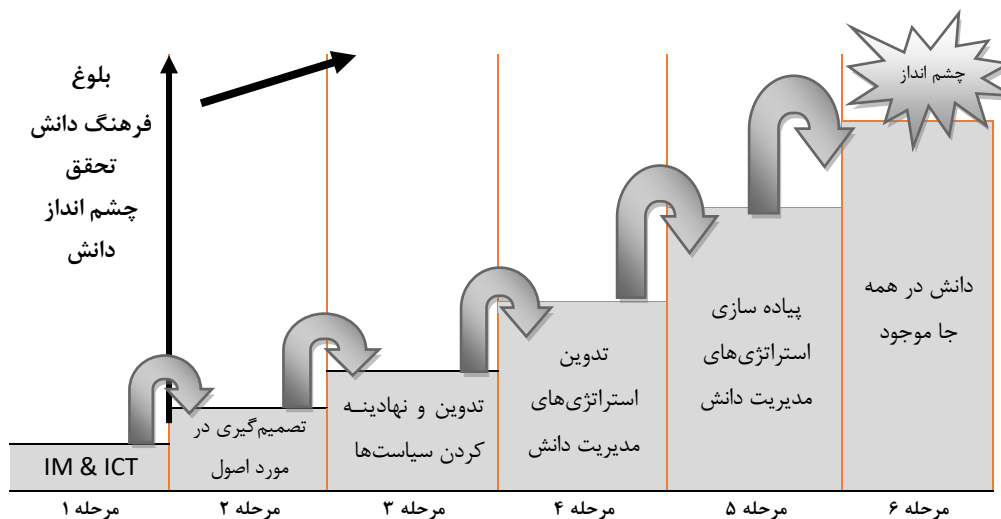 بلوغ
فرهنگ دانش
تحقق
چشم انداز
دانش
چشم انداز
IM & ICT
تصمیم‌گیری در
مورد اصول
تدوین و نهادینـه
کردن سیاست‌ها
تدوین
استراتژی‌های
مدیریت دانش
پیاده سازی
استراتژی‌های
مدیریت دانش
دانش در همه
جا موجود
مرحله ۱
مرحله ۲
مرحله ۳
مرحله ۴
مرحله ۵
مرحله ۶